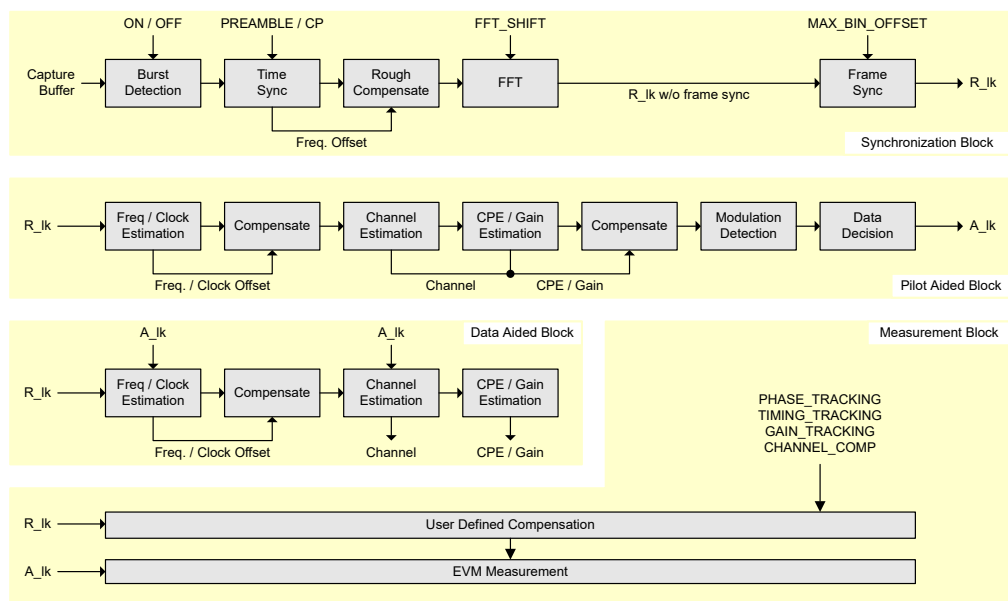 ON / OFF
PREAMBLE / CP
FFT_SHIFT
MAX_BIN_OFFSET
Capture
Buffer
Burst
Detection
Time
Sync
Rough
Compensate
FFT
R_lk w/o frame sync
Frame
Sync
R_lk
Freq. Offset
Synchronization Block
R_lk
Freq / Clock
Estimation
Compensate
Channel
Estimation
CPE / Gain
Estimation
Compensate
Modulation
Detection
Data
Decision
A_lk
Freq. / Clock Offset
Channel
CPE / Gain
Pilot Aided Block
A_lk
A_lk
Data Aided Block
R_lk
Freq / Clock
Estimation
Compensate
Channel
Estimation
CPE / Gain
Estimation
Freq. / Clock Offset
Channel
CPE / Gain
Measurement Block
PHASE_TRACKING
TIMING_TRACKING
GAIN_TRACKING
CHANNEL_COMP
R_lk
User Defined Compensation
A_lk
EVM Measurement